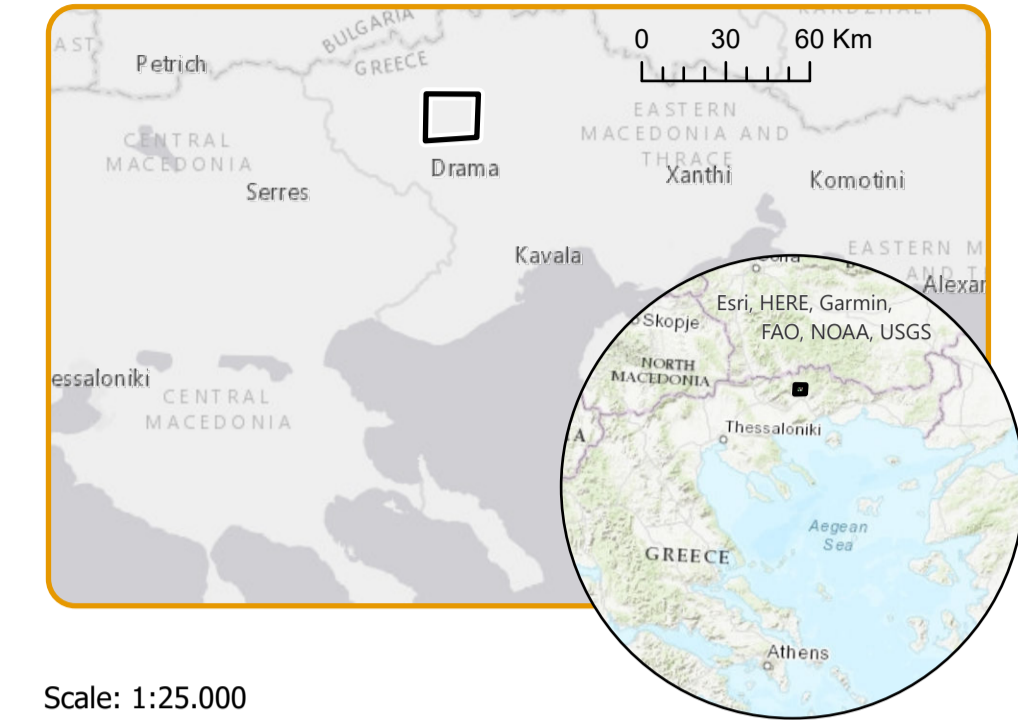 KARDZHALI
0 30 60 Km
BULGARIA
GREECE
EAST
Petrich
EASTERN
MACEDONIA AND
THRACE
CENTRAL
MACEDONIA
Drama
Xanthi
Komotini
Serres
Kavala
EASTERN M
AND T
Alexan
Esri, HERE, Garmin,
FAO, NOAA, USGS
Skopje
NORTH
MACEDONIA
essaloniki
CENTRAL
MACEDONIA
Thessaloniki
A
Aegean
Sea
GREECE
Athens
Scale: 1:25.000